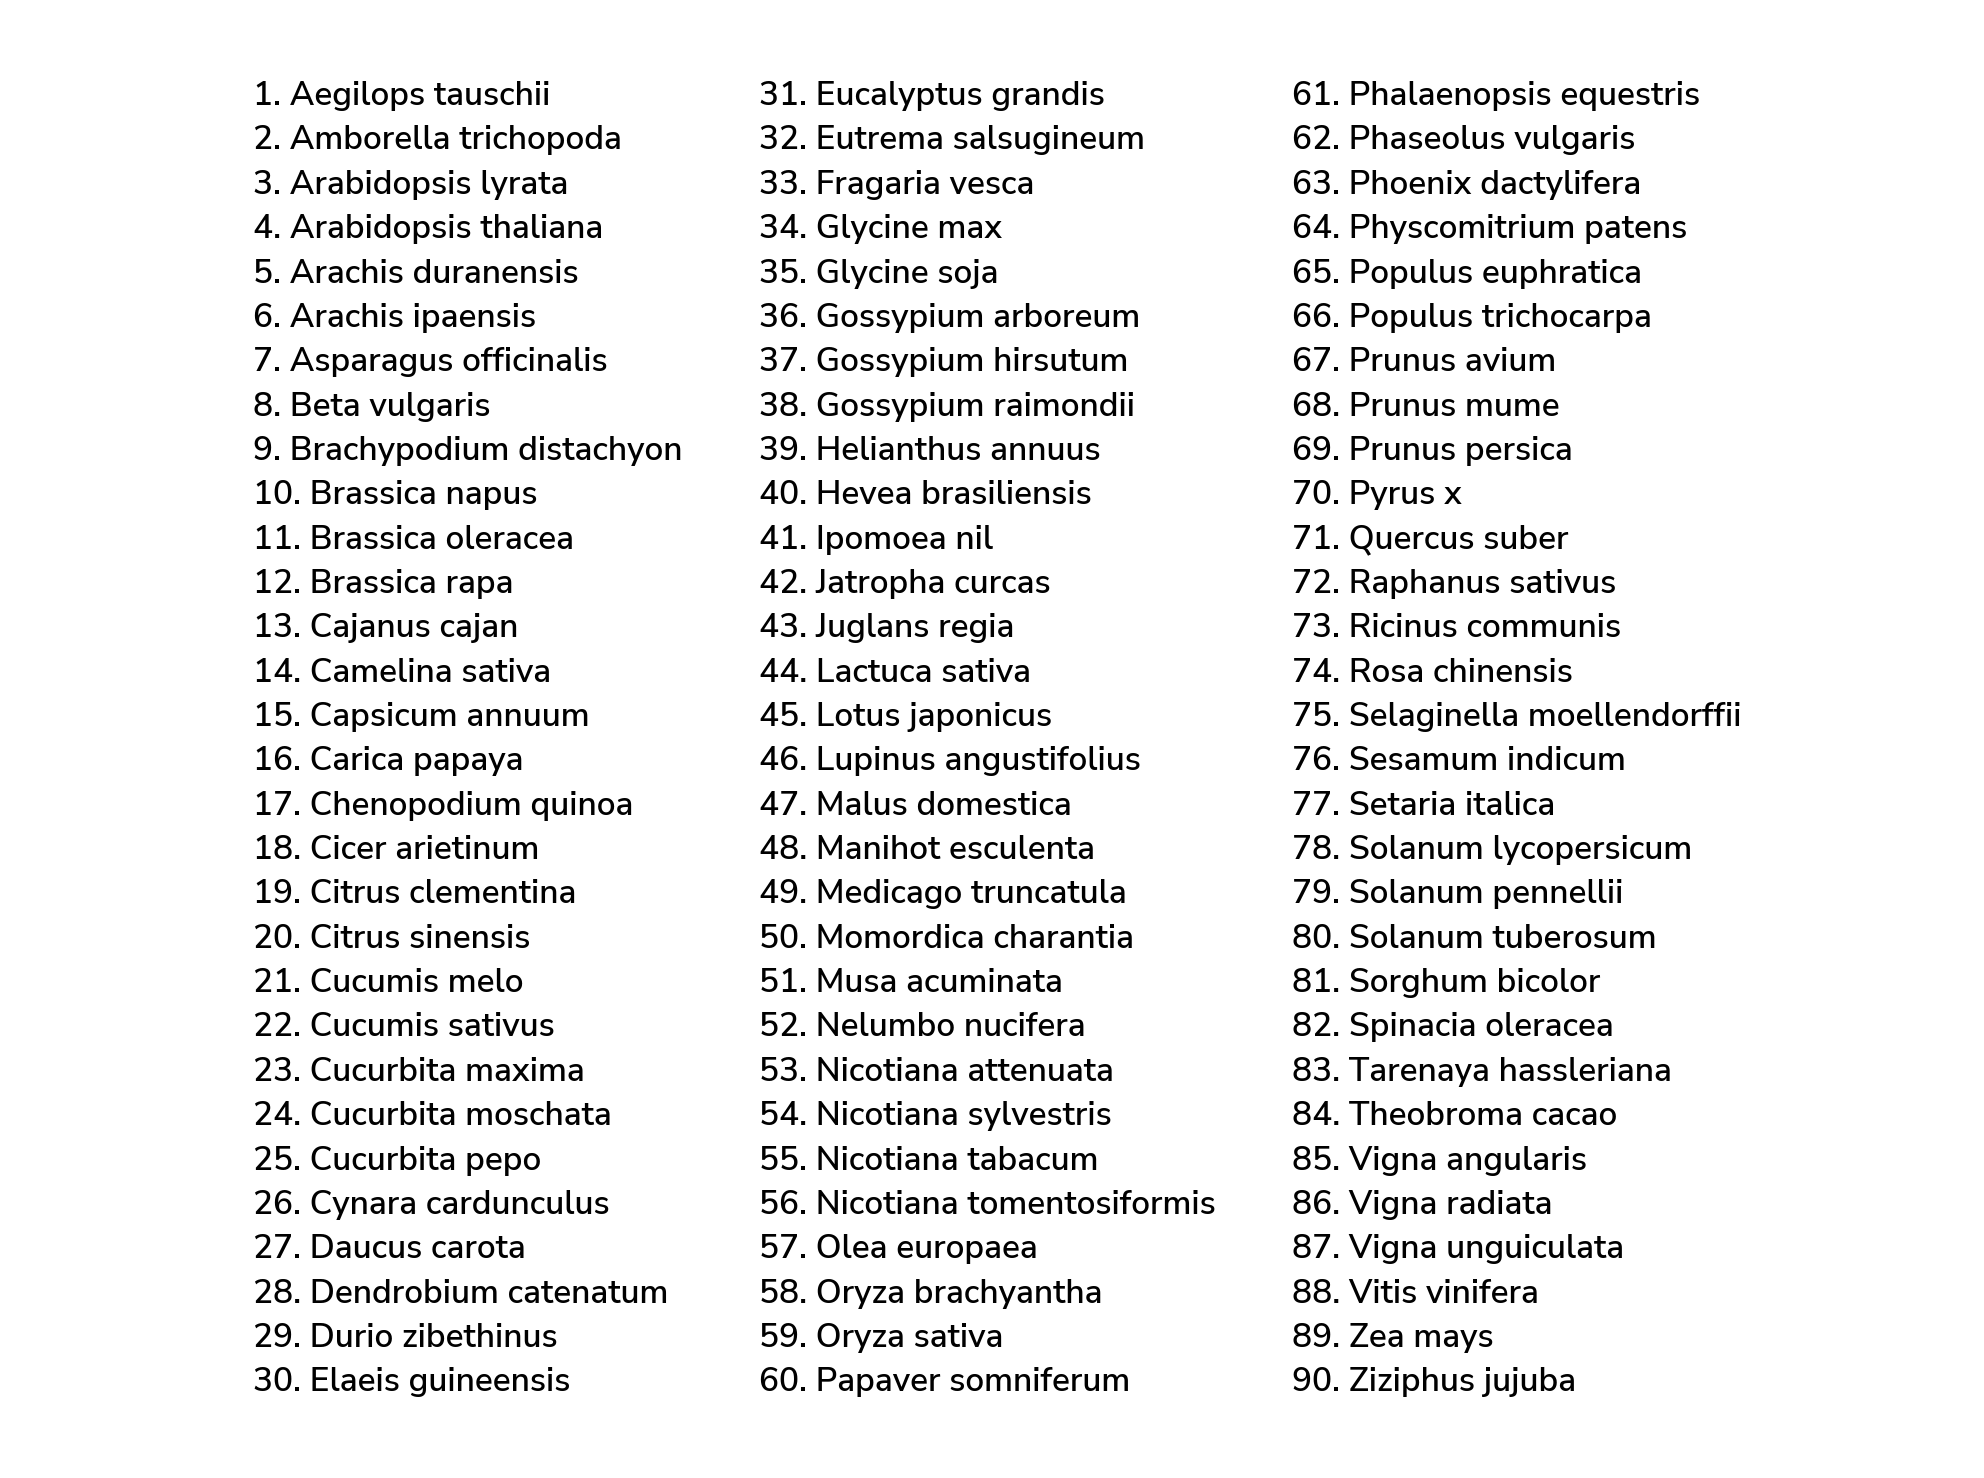 1. Aegilops tauschii
2. Amborella trichopoda
3. Arabidopsis lyrata
4. Arabidopsis thaliana
5. Arachis duranensis
6. Arachis ipaensis
7. Asparagus officinalis
8. Beta vulgaris
9. Brachypodium distachyon
10. Brassica napus
11. Brassica oleracea
12. Brassica rapa
13. Cajanus cajan
14. Camelina sativa
15. Capsicum annuum
16. Carica papaya
17. Chenopodium quinoa
18. Cicer arietinum
19. Citrus clementina
20. Citrus sinensis
21. Cucumis melo
22. Cucumis sativus
23. Cucurbita maxima
24. Cucurbita moschata
25. Cucurbita pepo
26. Cynara cardunculus
27. Daucus carota
28. Dendrobium catenatum
29. Durio zibethinus
30. Elaeis guineensis
31. Eucalyptus grandis
32. Eutrema salsugineum
33. Fragaria vesca
34. Glycine max
35. Glycine soja
36. Gossypium arboreum
37. Gossypium hirsutum
38. Gossypium raimondii
39. Helianthus annuus
40. Hevea brasiliensis
41. Ipomoea nil
42. Jatropha curcas
43. Juglans regia
44. Lactuca sativa
45. Lotus japonicus
46. Lupinus angustifolius
47. Malus domestica
48. Manihot esculenta
49. Medicago truncatula
50. Momordica charantia
51. Musa acuminata
52. Nelumbo nucifera
53. Nicotiana attenuata
54. Nicotiana sylvestris
55. Nicotiana tabacum
56. Nicotiana tomentosiformis
57. Olea europaea
58. Oryza brachyantha
59. Oryza sativa
60. Papaver somniferum
61. Phalaenopsis equestris
62. Phaseolus vulgaris
63. Phoenix dactylifera
64. Physcomitrium patens
65. Populus euphratica
66. Populus trichocarpa
67. Prunus avium
68. Prunus mume
69. Prunus persica
70. Pyrus x
71. Quercus suber
72. Raphanus sativus
73. Ricinus communis
74. Rosa chinensis
75. Selaginella moellendorffii
76. Sesamum indicum
77. Setaria italica
78. Solanum lycopersicum
79. Solanum pennellii
80. Solanum tuberosum
81. Sorghum bicolor
82. Spinacia oleracea
83. Tarenaya hassleriana
84. Theobroma cacao
85. Vigna angularis
86. Vigna radiata
87. Vigna unguiculata
88. Vitis vinifera
89. Zea mays
90. Ziziphus jujuba